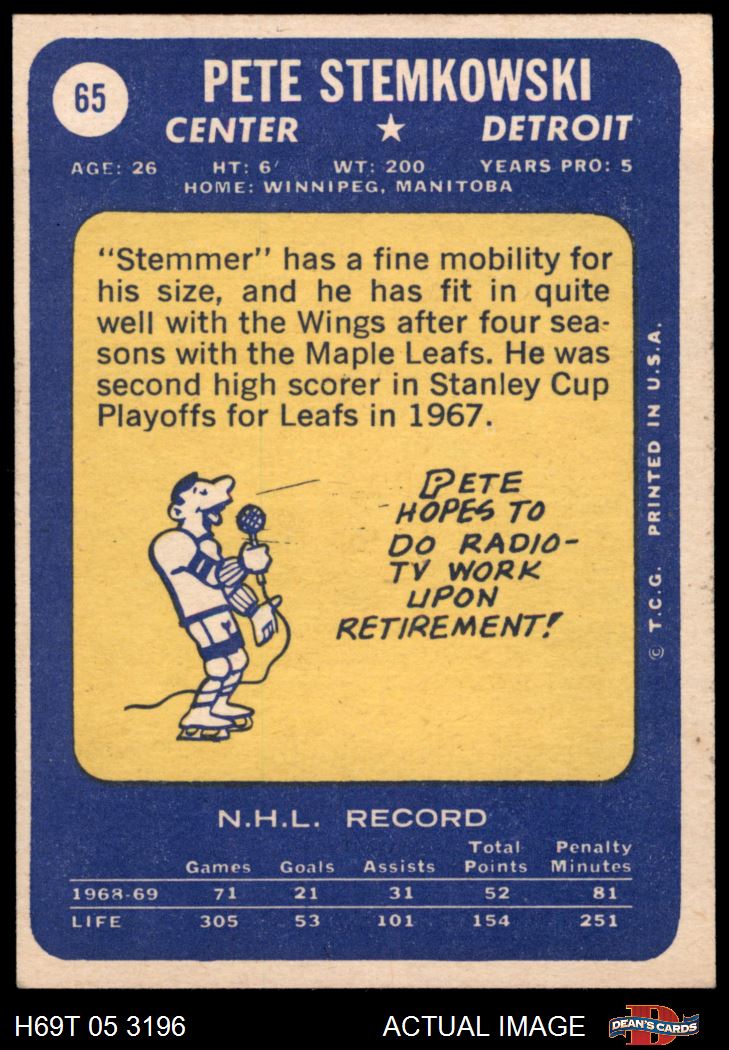 65
PETE STEMKOWSKI
CENTER ★ DETROIT
AGE: 26 HT: 6' WT: 200 YEARS PRO: 5
HOME: WINNIPEG, MANITOBA
"Stemmer" has a fine mobility for
his size, and he has fit in quite
well with the Wings after four sea-
sons with the Maple Leafs. He was
second high scorer in Stanley Cup
Playoffs for Leafs in 1967.
PETE
HOPES TO
DO RADIO-
TV WORK
UPON
RETIREMENT!
© T.C.G. PRINTED IN U.S.A.
N.H.L. RECORD
Games Goals Assists Total Points Penalty Minutes
1968-69 71 21 31 52 81
LIFE 305 53 101 154 251
H69T 05 3196 ACTUAL IMAGE
D
DEAN'S CARDS